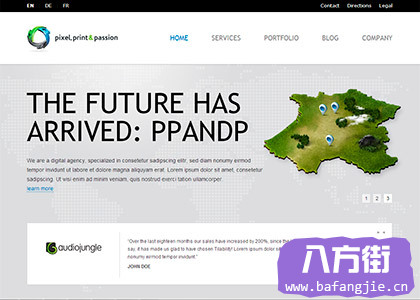 EN DE FR Contact Directions Legal
pixel,print&passion HOME SERVICES PORTFOLIO BLOG COMPANY
THE FUTURE HAS
ARRIVED: PPANDP
We are a digital agency, specialized in consetetur sadipscing elitr, sed diam nonumy eirmod
tempor invidunt ut labore et dolore magna aliquyam. Lorem ipsum dolor sit amet, consetetur
sadipscing. Ut wisi enim ad minim veniam, quis nostrud exerci tation ullamcorper.
learn more
1 2 3
audiojungle
"Over the last eighteen months our sales have increased by 200%, since the
say, it has made us glad to have chosen Tfiability! Lorem ipsum dolor
nonumy eirmod tempor invidunt."
JOHN DOE
八方街
www.bafangjie.cn